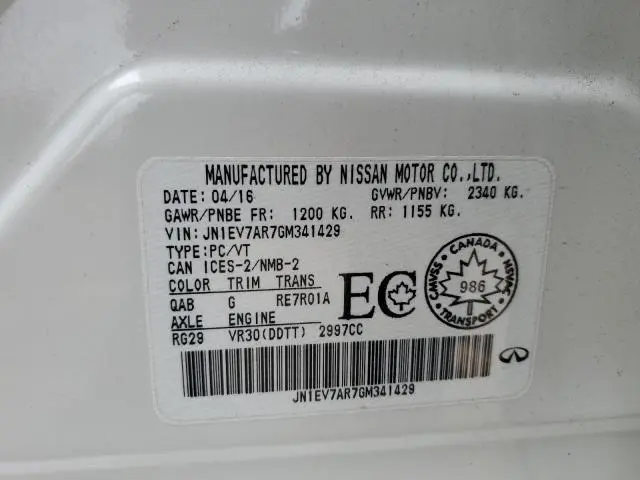 MANUFACTURED BY NISSAN MOTOR CO.,LTD.
DATE: 04/16 GVWR/PNBV: 2340 KG.
GAWR/PNBE FR: 1200 KG. RR: 1155 KG.
VIN: JN1EV7AR7GM341429
TYPE:PC/VT
CAN ICES-2/NMB-2
COLOR TRIM TRANS
QAB G RE7R01A
AXLE ENGINE
RG29 VR30(DDTT) 2997CC
EC
CANADA
CMVSS
NSVAC
986
TRANSPORT
JN1EV7AR7GM341429